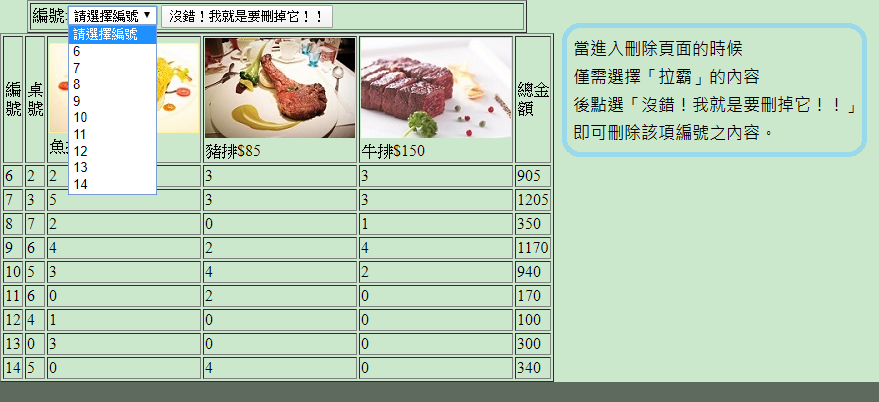 編號: 請選擇編號 ▼ 沒錯！我就是要刪掉它！！
請選擇編號
6
7
8
9
10
11
12
13
14
編號 桌號 魚 豬排$85 牛排$150 總金額
6 2 2 3 3 905
7 3 5 3 3 1205
8 7 2 0 1 350
9 6 4 2 4 1170
10 5 3 4 2 940
11 6 0 2 0 170
12 4 1 0 0 100
13 0 3 0 0 300
14 5 0 4 0 340
當進入刪除頁面的時候
僅需選擇「拉霸」的內容
後點選「沒錯！我就是要刪掉它！！」
即可刪除該項編號之內容。